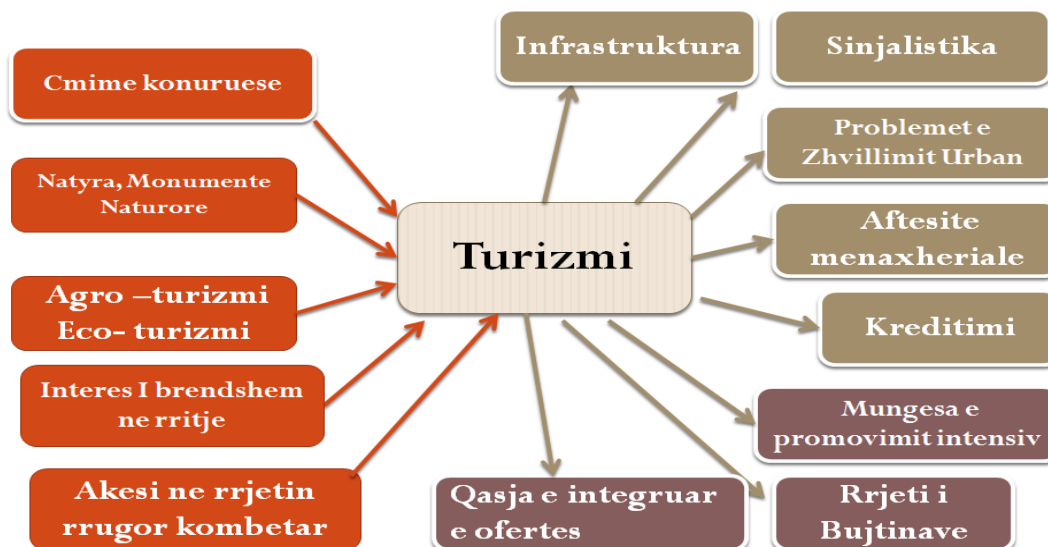 Cmime konuruese
Natyra, Monumente
Naturore
Agro –turizmi
Eco- turizmi
Interes I brendshem
ne rritje
Akesi ne rrjetin
rrugor kombetar
Turizmi
Infrastruktura
Sinjalistika
Problemet e
Zhvillimit Urban
Aftesite
menaxheriale
Kreditimi
Mungesa e
promovimit intensiv
Qasja e integruar
e ofertes
Rrjeti i
Bujtinave